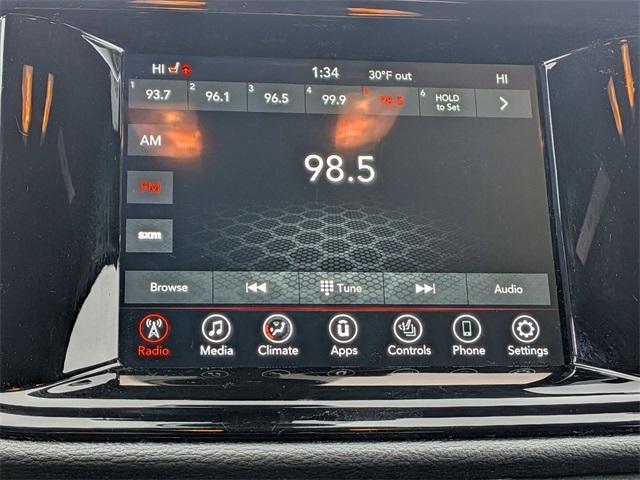 HI 1:34 30°F out HI
1 93.7 2 96.1 3 96.5 4 99.9 5 98.5 6 HOLD to Set
AM
98.5
FM
sxm
Browse Tune Audio
Radio Media Climate Apps Controls Phone Settings